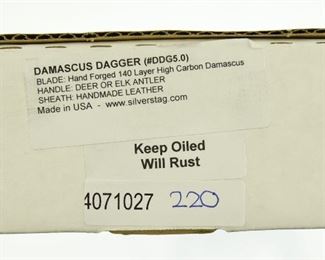 DAMASCUS DAGGER (#DDG5.0)
BLADE: Hand Forged 140 Layer High Carbon Damascus
HANDLE: DEER OR ELK ANTLER
SHEATH: HANDMADE LEATHER
Made in USA - www.silverstag.com
Keep Oiled
Will Rust
4071027 220